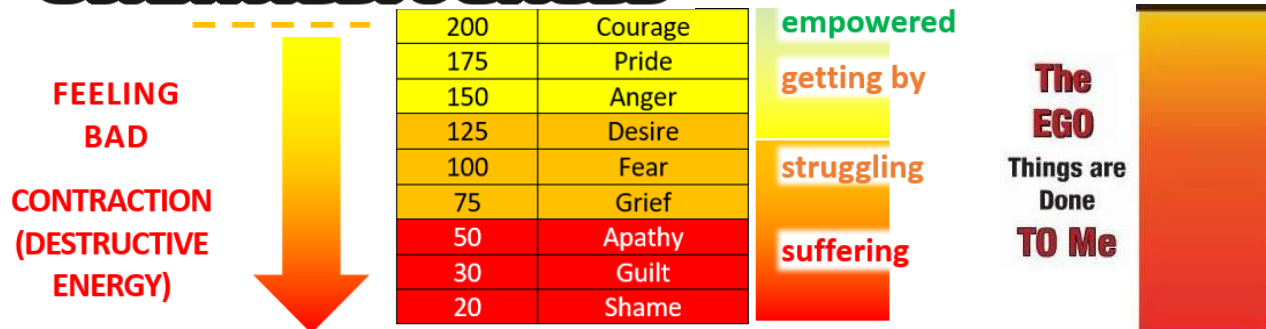 FEELING
BAD
CONTRACTION
(DESTRUCTIVE
ENERGY)
200 Courage
175 Pride
150 Anger
125 Desire
100 Fear
75 Grief
50 Apathy
30 Guilt
20 Shame
empowered
getting by
struggling
suffering
The
EGO
Things are
Done
TO Me